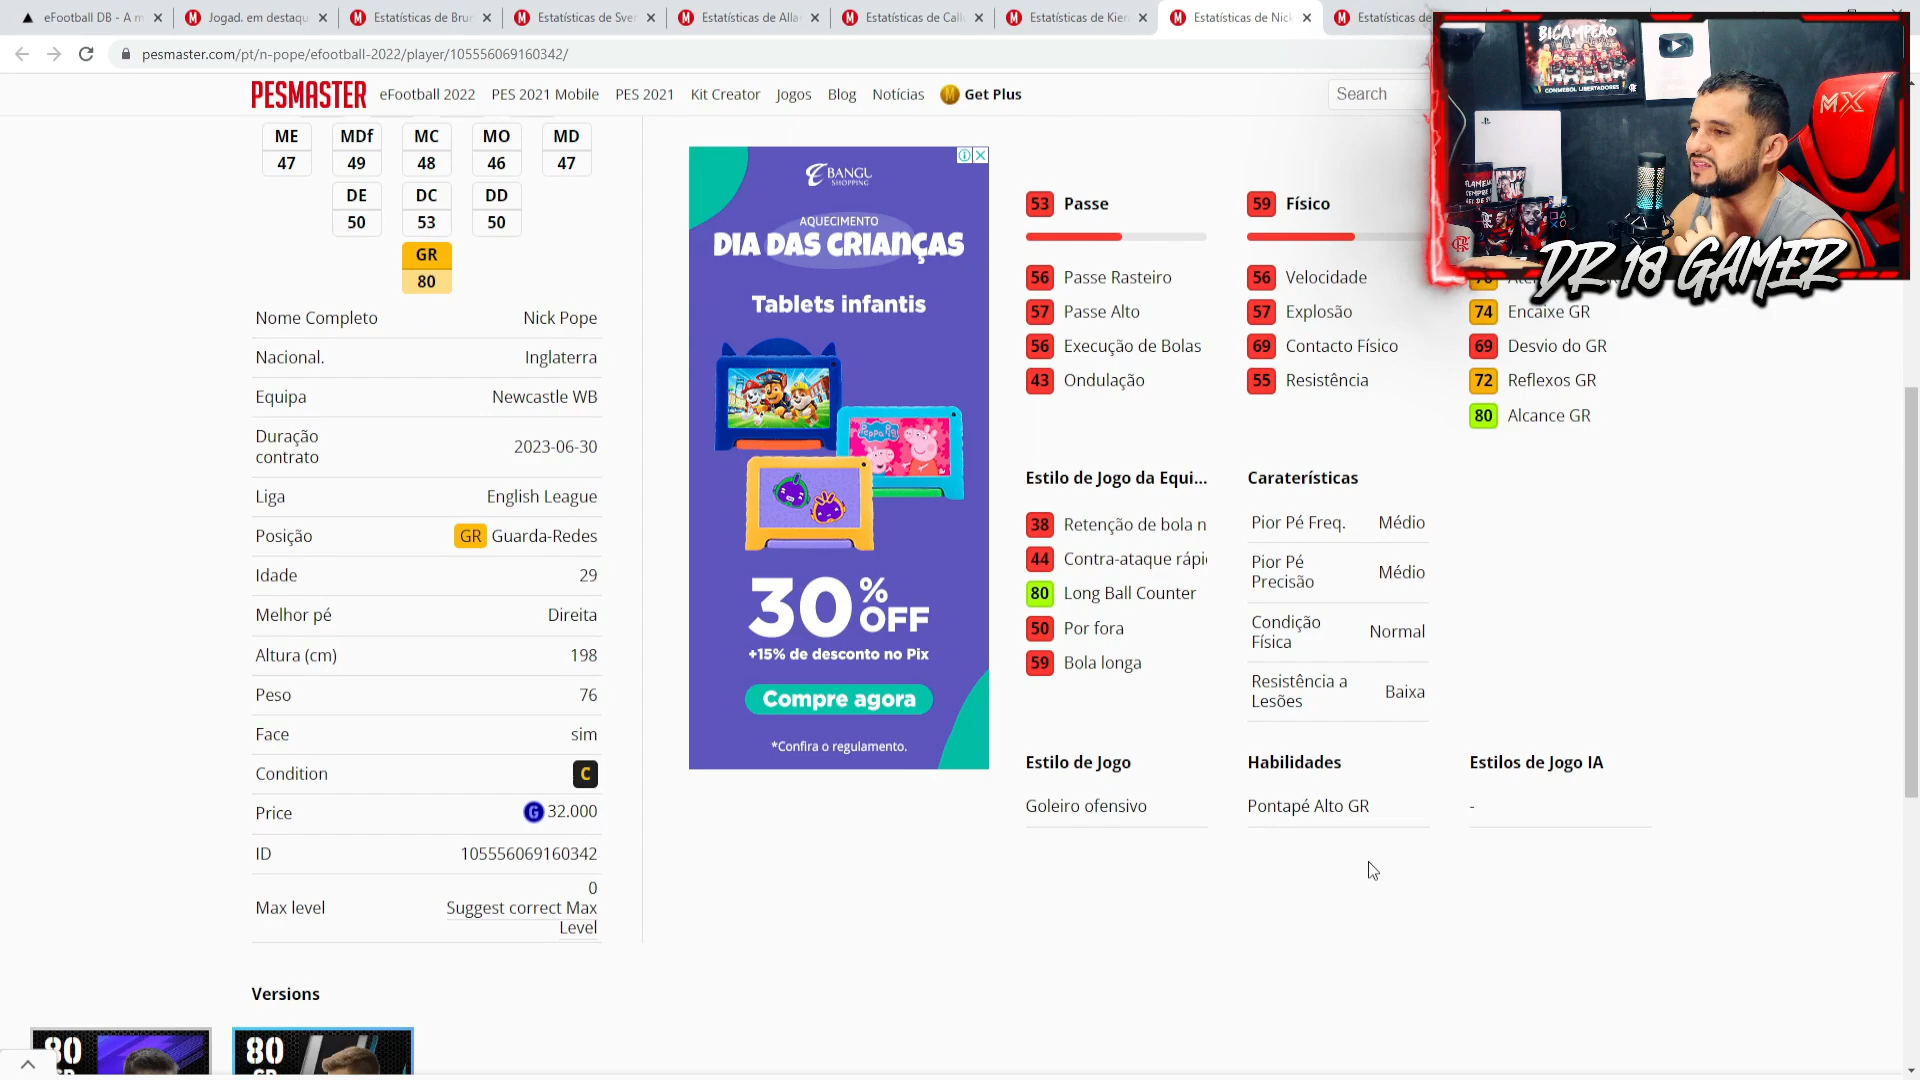 eFootball DB - A m
Jogad. em destaqu
Estatísticas de Brun
Estatísticas de Sver
Estatísticas de Alla
Estatísticas de Kier
Estatísticas de Nick
Estatísticas de
pesmaster.com/pt/n-pope/efootball-2022/player/105556069160342/
PESMASTER
eFootball 2022
PES 2021 Mobile
PES 2021
Kit Creator
Jogos
Blog
Notícias
Get Plus
Search
ME MDf MC MO MD
47 49 48 46 47
DE DC DD
50 53 50
GR
80
Nome Completo Nick Pope
Nacional. Inglaterra
Equipa Newcastle WB
Duração contrato 2023-06-30
Liga English League
Posição GR Guarda-Redes
Idade 29
Melhor pé Direita
Altura (cm) 198
Peso 76
Face sim
Condition C
Price G 32.000
ID 105556069160342
Max level 0
Suggest correct Max
Level
Versions
80
80
BANGU
SHOPPING
AQUECIMENTO
DIA DAS CRIANÇAS
Tablets infantis
Peppa Pig
30% OFF
+15% de desconto no Pix
Compre agora
*Confira o regulamento.
53 Passe
56 Passe Rasteiro
57 Passe Alto
56 Execução de Bolas
43 Ondulação
59 Físico
56 Velocidade
57 Explosão
69 Contacto Físico
55 Resistência
74 Encaixe GR
69 Desvio do GR
72 Reflexos GR
80 Alcance GR
Estilo de Jogo da Equi...
38 Retenção de bola n
44 Contra-ataque rápi
80 Long Ball Counter
50 Por fora
59 Bola longa
Caraterísticas
Pior Pé Freq. Médio
Pior Pé Precisão Médio
Condição Física Normal
Resistência a Lesões Baixa
Estilo de Jogo
Goleiro ofensivo
Habilidades
Pontapé Alto GR
Estilos de Jogo IA
-
BICAMPEÃO
CONMEBOL LIBERTADORES
MX
DR 18 GAMER